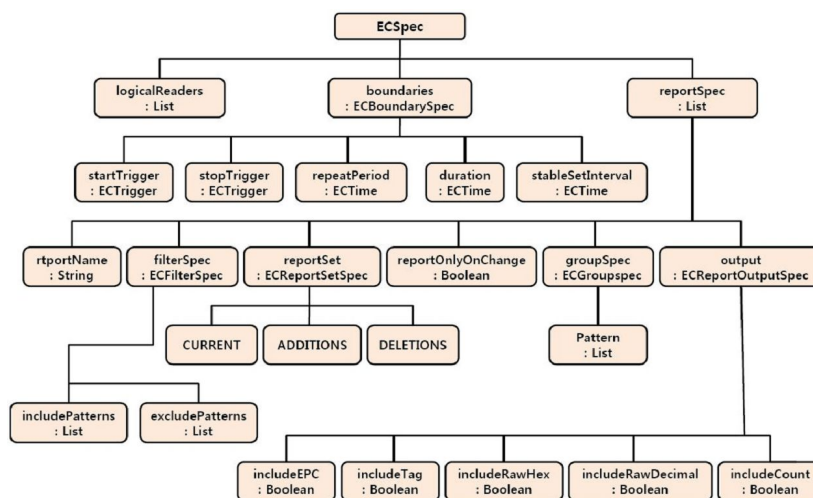 ECSpec
logicalReaders
: List
boundaries
: ECBoundarySpec
reportSpec
: List
startTrigger
: ECTrigger
stopTrigger
: ECTrigger
repeatPeriod
: ECTime
duration
: ECTime
stableSetInterval
: ECTime
rtportName
: String
filterSpec
: ECFilterSpec
reportSet
: ECReportSetSpec
reportOnlyOnChange
: Boolean
groupSpec
: ECGroupspec
output
: ECReportOutputSpec
CURRENT
ADDITIONS
DELETIONS
Pattern
: List
includePatterns
: List
excludePatterns
: List
includeEPC
: Boolean
includeTag
: Boolean
includeRawHex
: Boolean
includeRawDecimal
: Boolean
includeCount
: Boolean